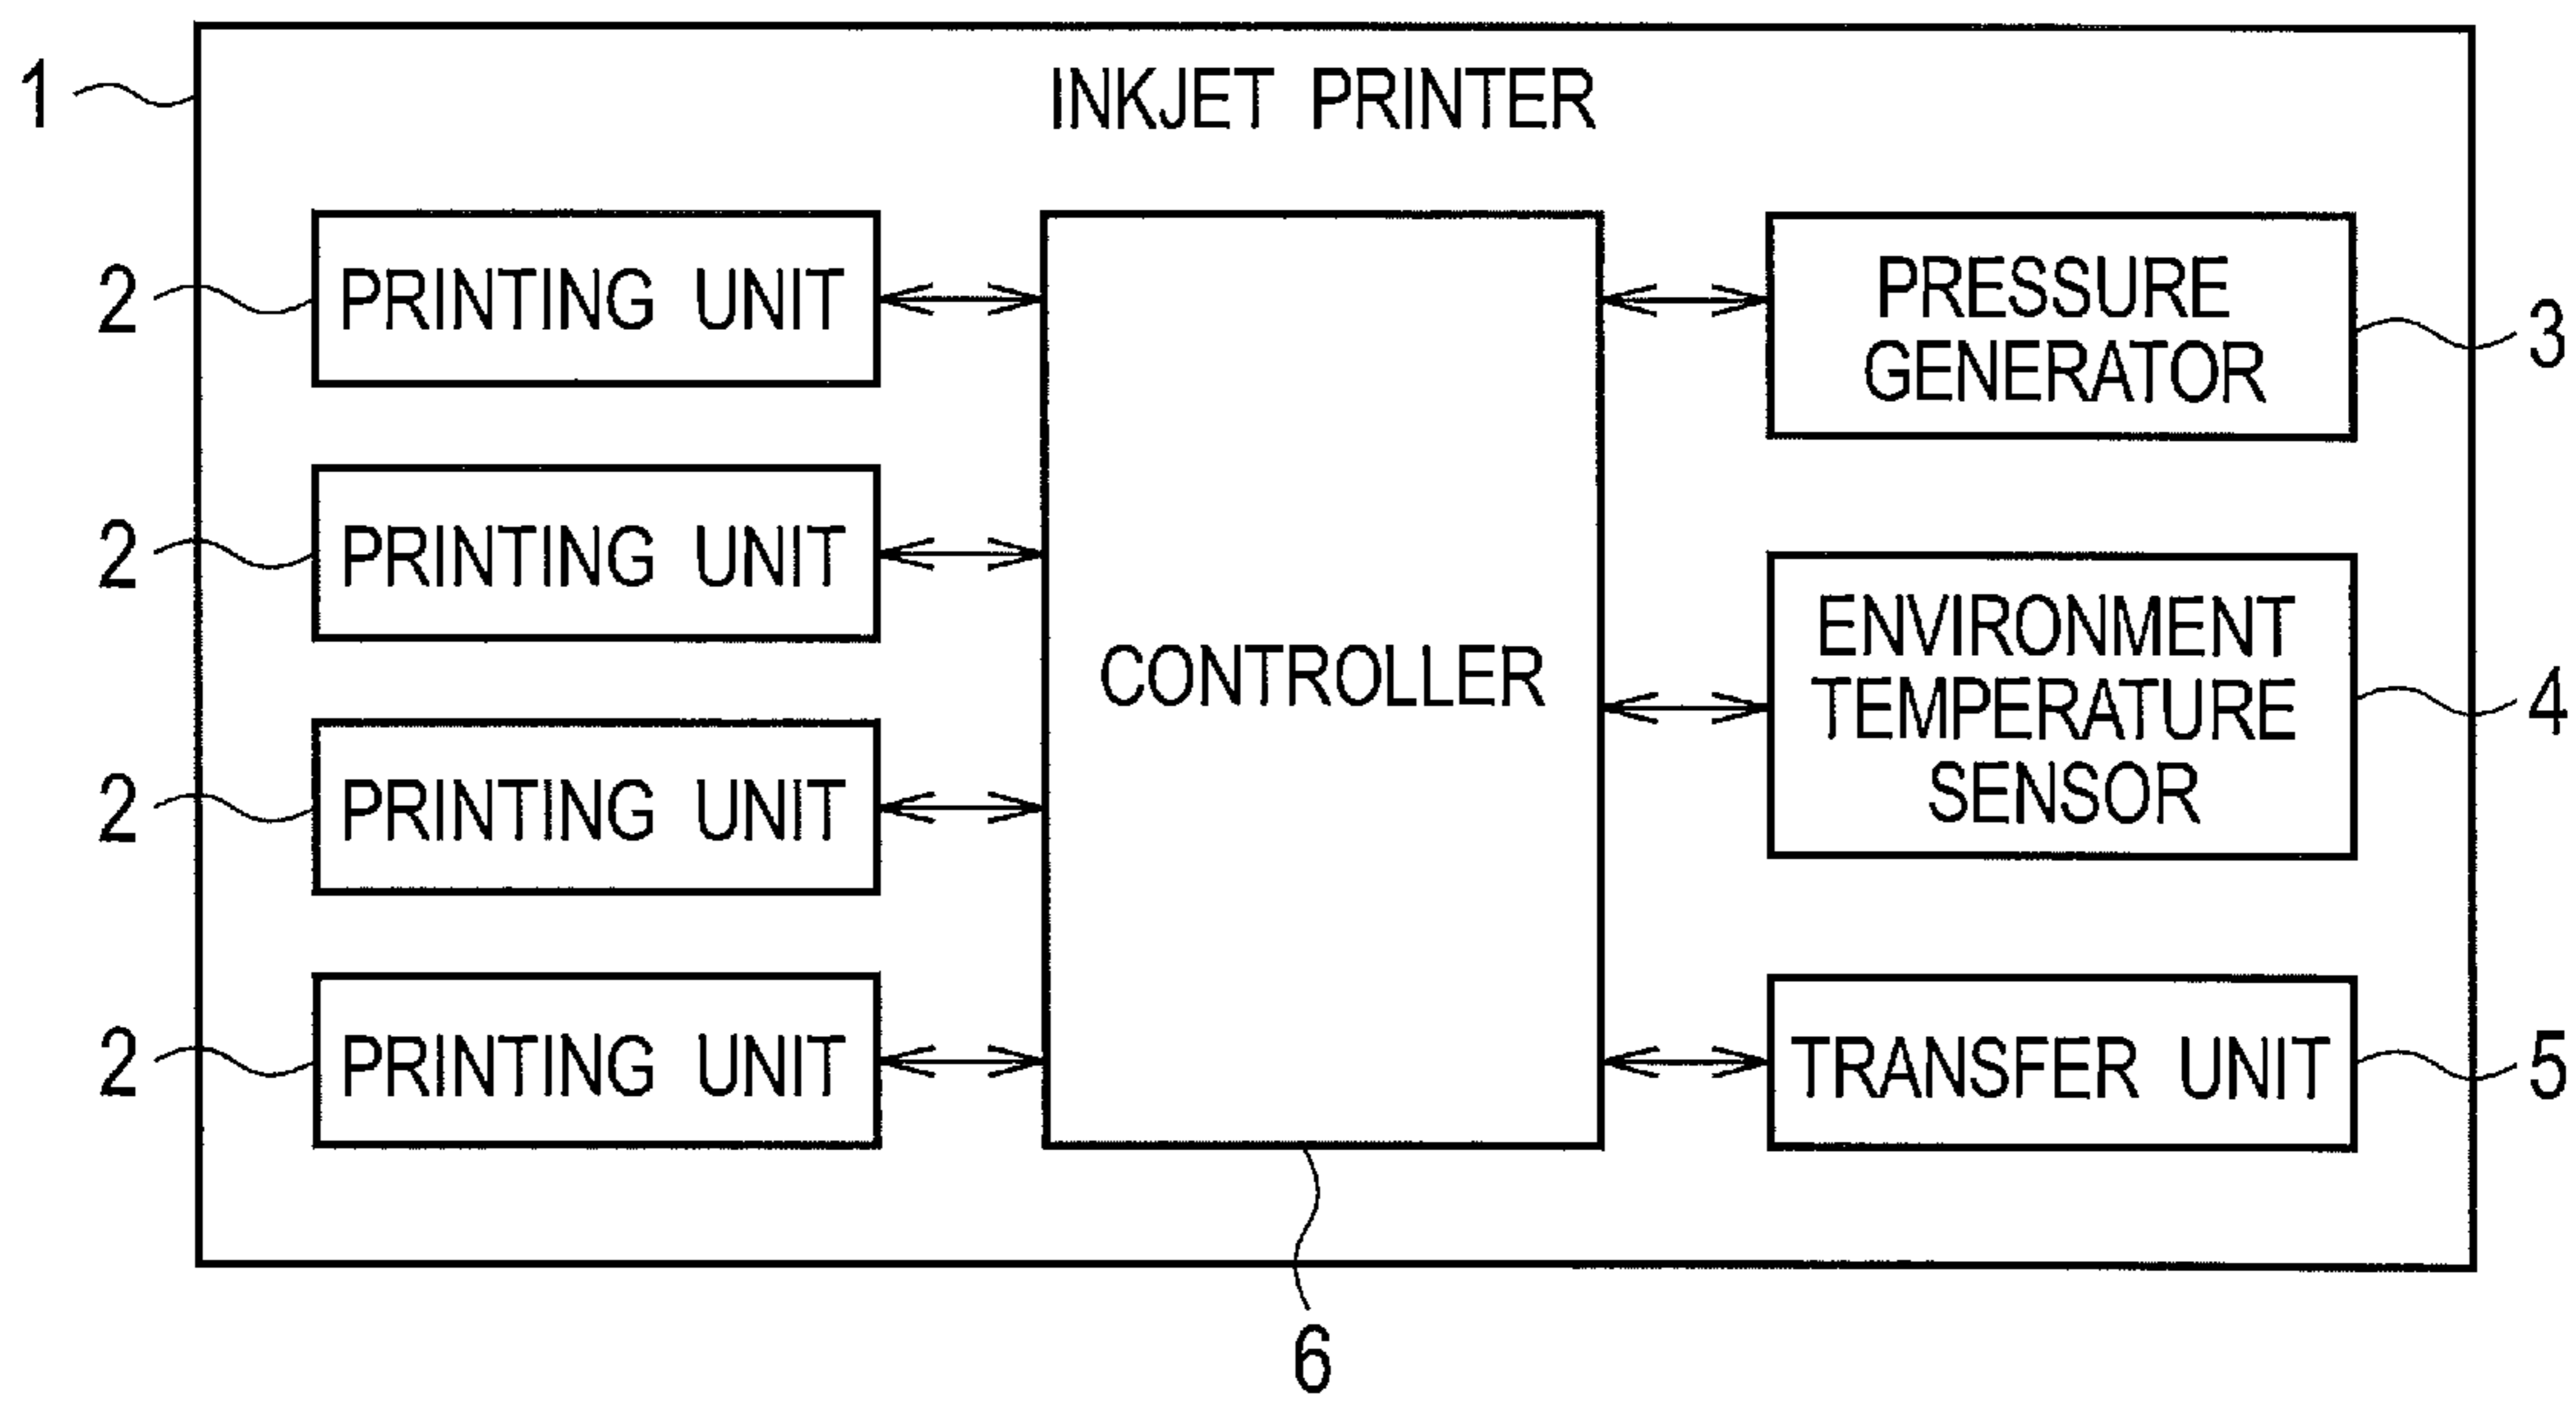 1
INKJET PRINTER
2
PRINTING UNIT
2
PRINTING UNIT
2
PRINTING UNIT
2
PRINTING UNIT
CONTROLLER
6
PRESSURE
GENERATOR
3
ENVIRONMENT
TEMPERATURE
SENSOR
4
TRANSFER UNIT
5